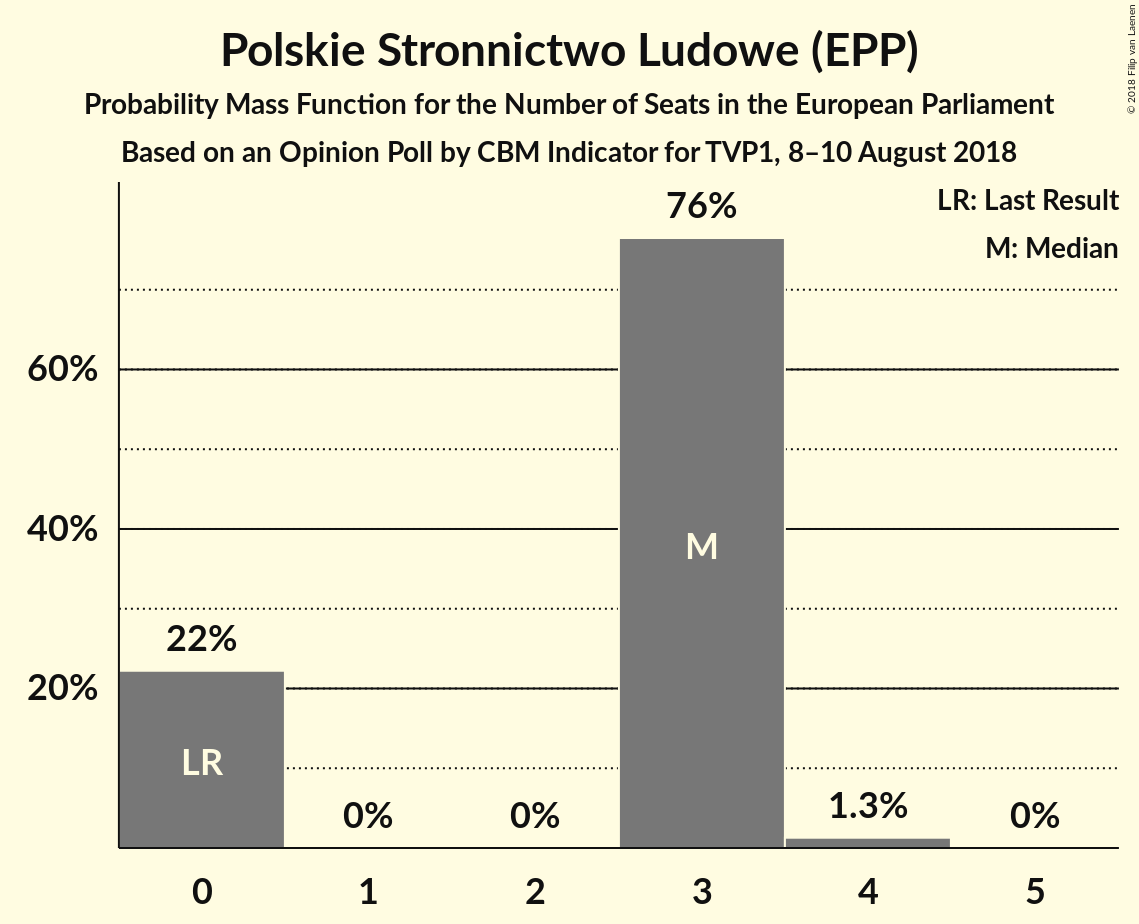 Polskie Stronnictwo Ludowe (EPP)
Probability Mass Function for the Number of Seats in the European Parliament
Based on an Opinion Poll by CBM Indicator for TVP1, 8–10 August 2018
© 2018 Filip van Laenen
LR: Last Result
M: Median
76%
60%
40%
M
22%
20%
LR
0%
0%
1.3%
0%
0 1 2 3 4 5